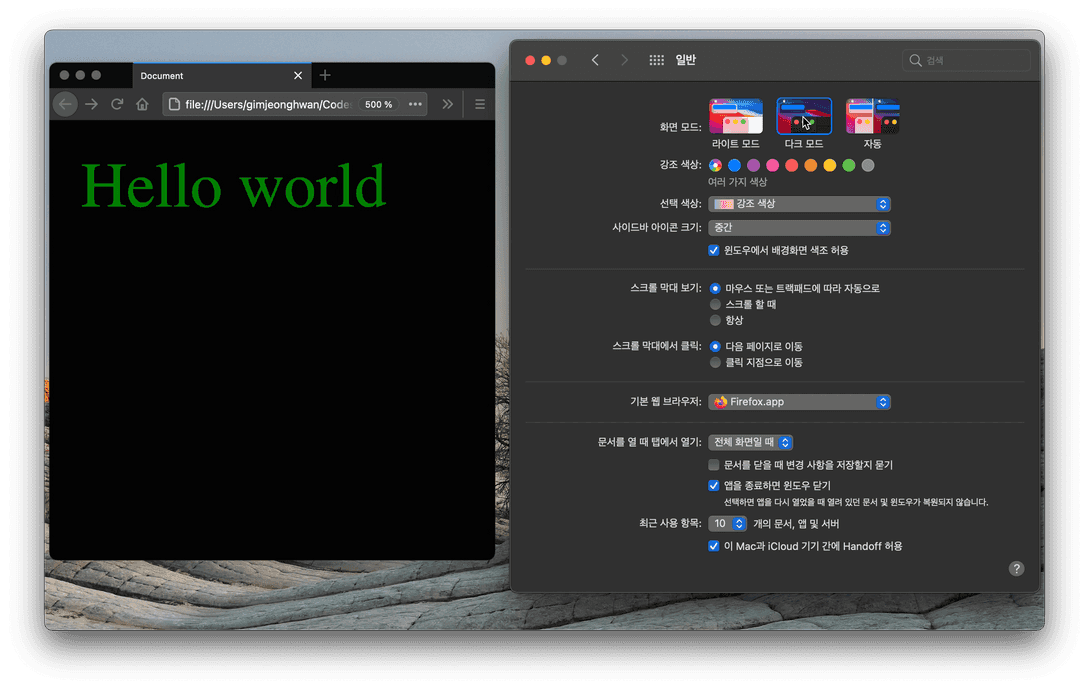 Document
file:///Users/gimjeonghwan/Code
500 %
Hello world
일반
검색
화면 모드:
라이트 모드
다크 모드
자동
강조 색상:
여러 가지 색상
선택 색상:
강조 색상
사이드바 아이콘 크기:
중간
윈도우에서 배경화면 색조 허용
스크롤 막대 보기:
마우스 또는 트랙패드에 따라 자동으로
스크롤 할 때
항상
스크롤 막대에서 클릭:
다음 페이지로 이동
클릭 지점으로 이동
기본 웹 브라우저:
Firefox.app
문서를 열 때 탭에서 열기:
전체 화면일 때
문서를 닫을 때 변경 사항을 저장할지 묻기
앱을 종료하면 윈도우 닫기
선택하면 앱을 다시 열었을 때 열려 있던 문서 및 윈도우가 복원되지 않습니다.
최근 사용 항목:
10
개의 문서, 앱 및 서버
이 Mac과 iCloud 기기 간에 Handoff 허용
?